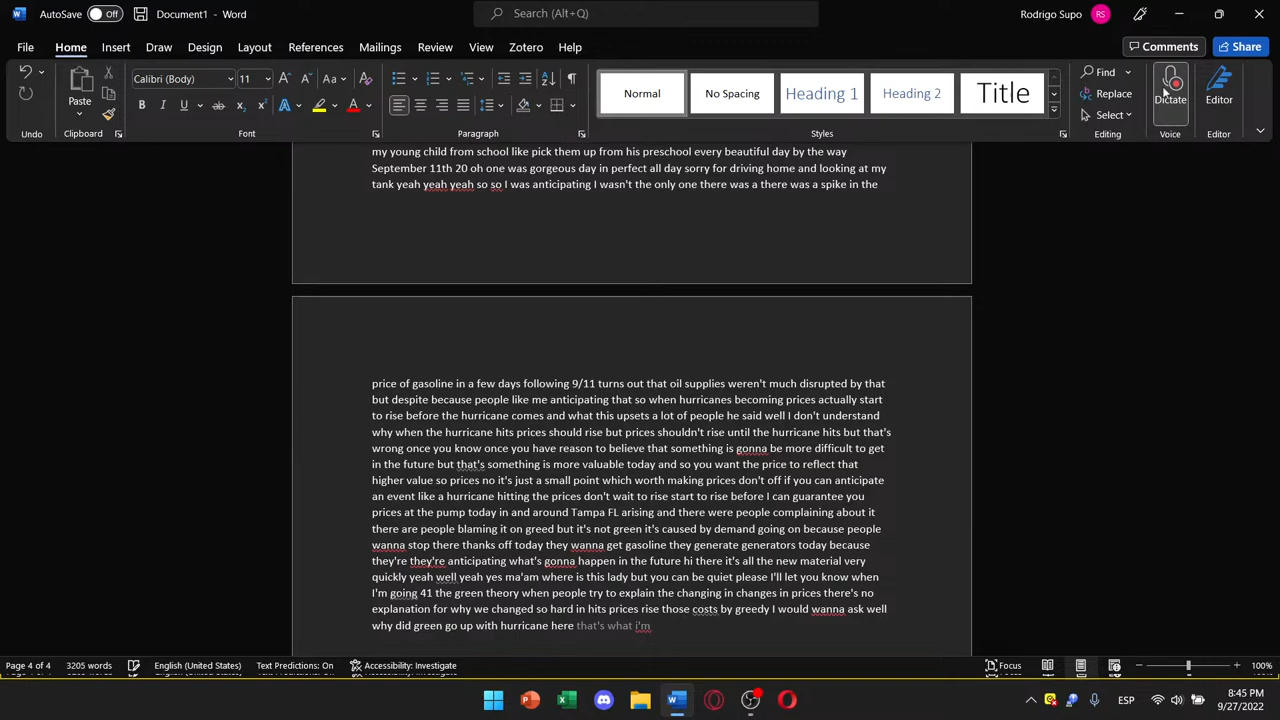 AutoSave Off Document1 - Word Search (Alt+Q) Rodrigo Supo RS
File Home Insert Draw Design Layout References Mailings Review View Zotero Help Comments Share
Paste Calibri (Body) 11 Aa Normal No Spacing Heading 1 Heading 2 Title Find Replace Select Dictate Editor
Clipboard Font Paragraph Styles Editing Voice Editor
my young child from school like pick them up from his preschool every beautiful day by the way
September 11th 20 oh one was gorgeous day in perfect all day sorry for driving home and looking at my
tank yeah yeah yeah so so I was anticipating I wasn't the only one there was a there was a spike in the
price of gasoline in a few days following 9/11 turns out that oil supplies weren't much disrupted by that
but despite because people like me anticipating that so when hurricanes becoming prices actually start
to rise before the hurricane comes and what this upsets a lot of people he said well I don't understand
why when the hurricane hits prices should rise but prices shouldn't rise until the hurricane hits but that's
wrong once you know once you have reason to believe that something is gonna be more difficult to get
in the future but that's something is more valuable today and so you want the price to reflect that
higher value so prices no it's just a small point which worth making prices don't off if you can anticipate
an event like a hurricane hitting the prices don't wait to rise start to rise before I can guarantee you
prices at the pump today in and around Tampa FL arising and there were people complaining about it
there are people blaming it on greed but it's not green it's caused by demand going on because people
wanna stop there thanks off today they wanna get gasoline they generate generators today because
they're they're anticipating what's gonna happen in the future hi there it's all the new material very
quickly yeah well yeah yes ma'am where is this lady but you can be quiet please I'll let you know when
I'm going 41 the green theory when people try to explain the changing in changes in prices there's no
explanation for why we changed so hard in hits prices rise those costs by greedy I would wanna ask well
why did green go up with hurricane here that's what i'm
Page 4 of 4 3205 words English (United States) Text Predictions: On Accessibility: Investigate Focus 100%
ESP 8:45 PM
9/27/2022